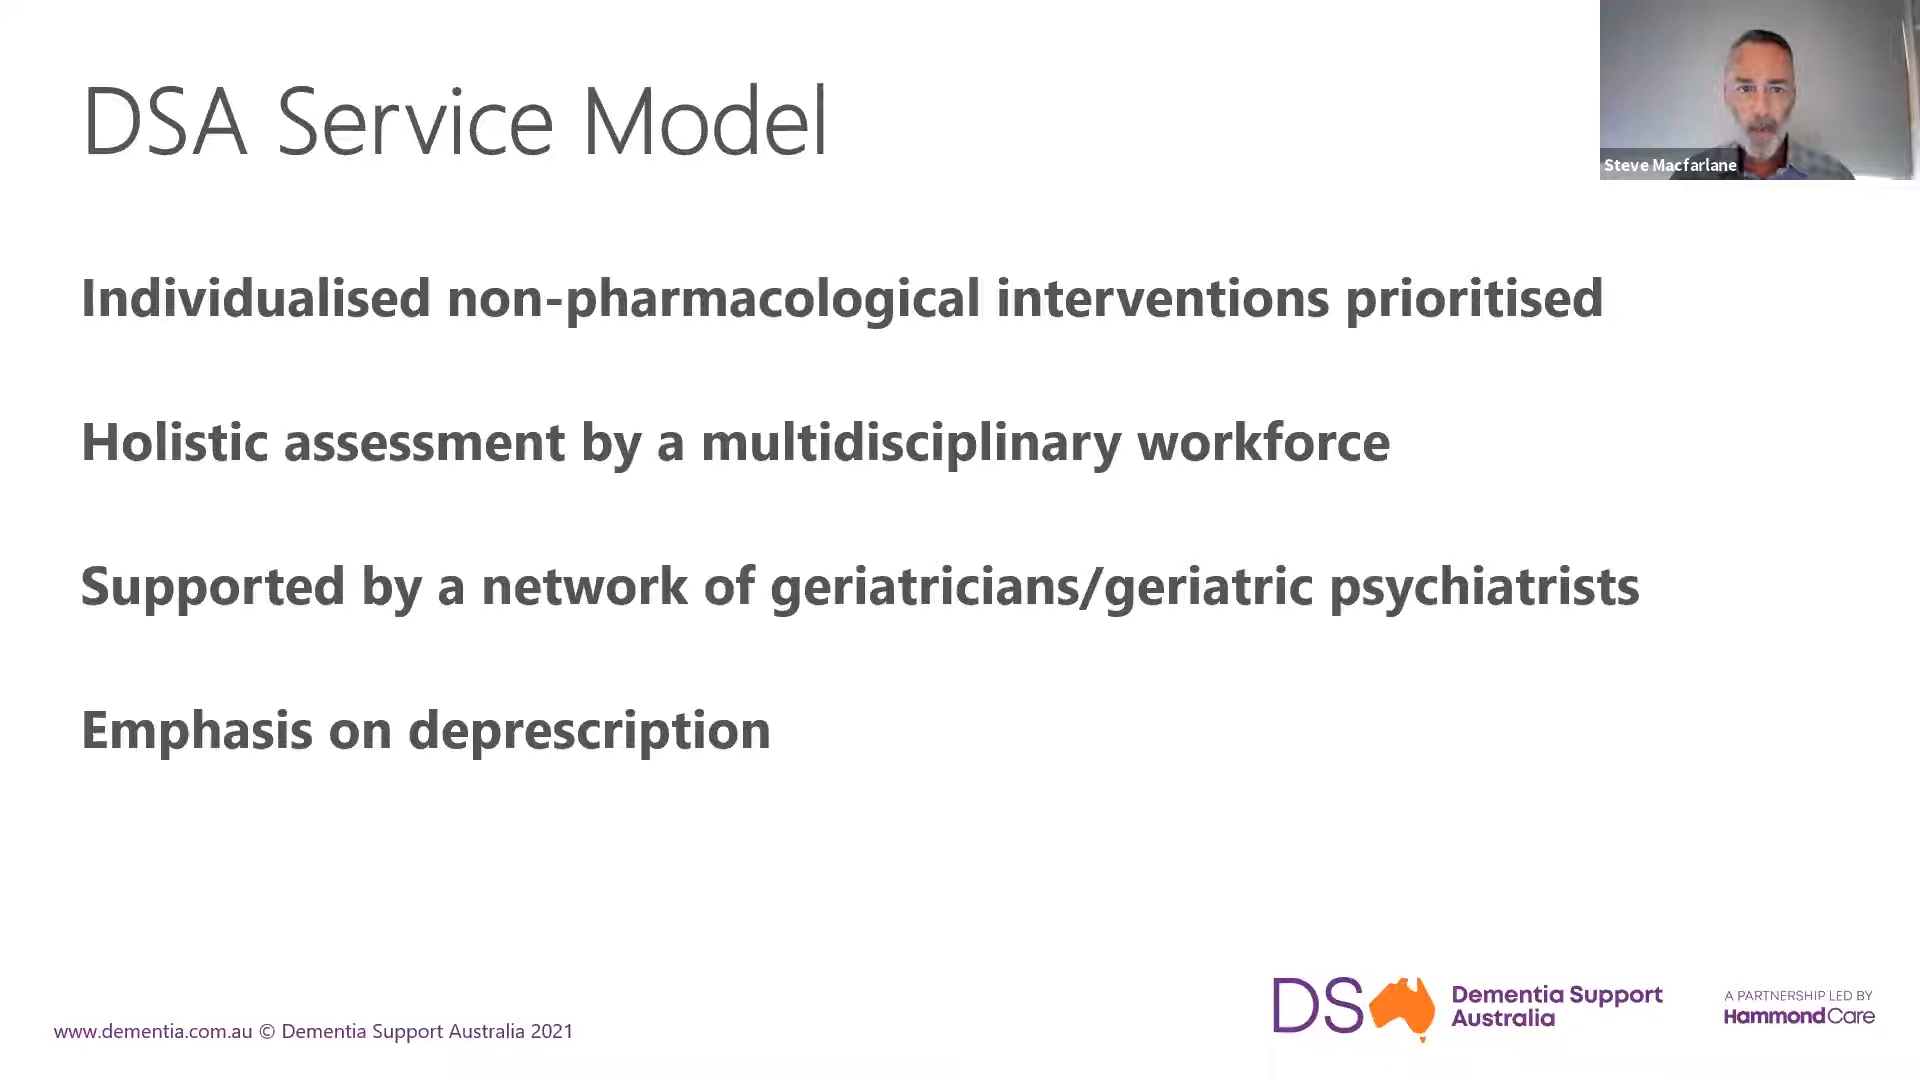 DSA Service Model
Steve Macfarlane
Individualised non-pharmacological interventions prioritised
Holistic assessment by a multidisciplinary workforce
Supported by a network of geriatricians/geriatric psychiatrists
Emphasis on deprescription
www.dementia.com.au © Dementia Support Australia 2021
DS
Dementia Support
Australia
A PARTNERSHIP LED BY
HammondCare